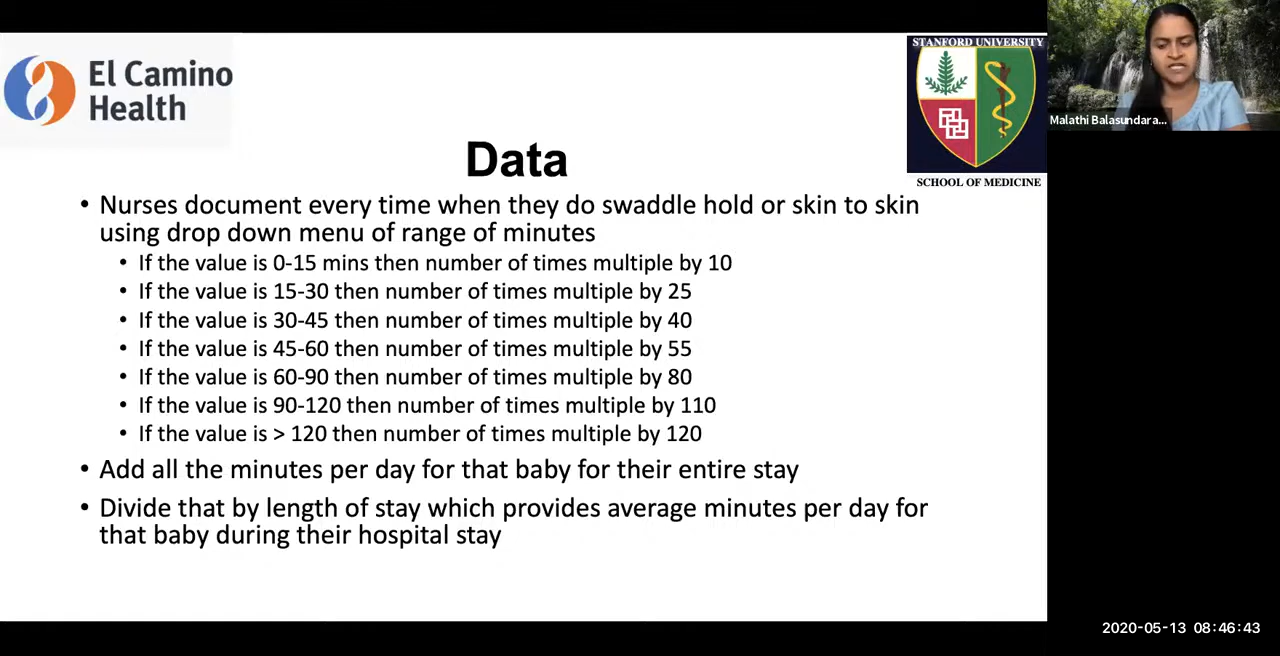 El Camino
Health
STANFORD UNIVERSITY
SCHOOL OF MEDICINE
Malathi Balasundara...
Data
• Nurses document every time when they do swaddle hold or skin to skin
using drop down menu of range of minutes
• If the value is 0-15 mins then number of times multiple by 10
• If the value is 15-30 then number of times multiple by 25
• If the value is 30-45 then number of times multiple by 40
• If the value is 45-60 then number of times multiple by 55
• If the value is 60-90 then number of times multiple by 80
• If the value is 90-120 then number of times multiple by 110
• If the value is > 120 then number of times multiple by 120
• Add all the minutes per day for that baby for their entire stay
• Divide that by length of stay which provides average minutes per day for
that baby during their hospital stay
2020-05-13 08:46:43